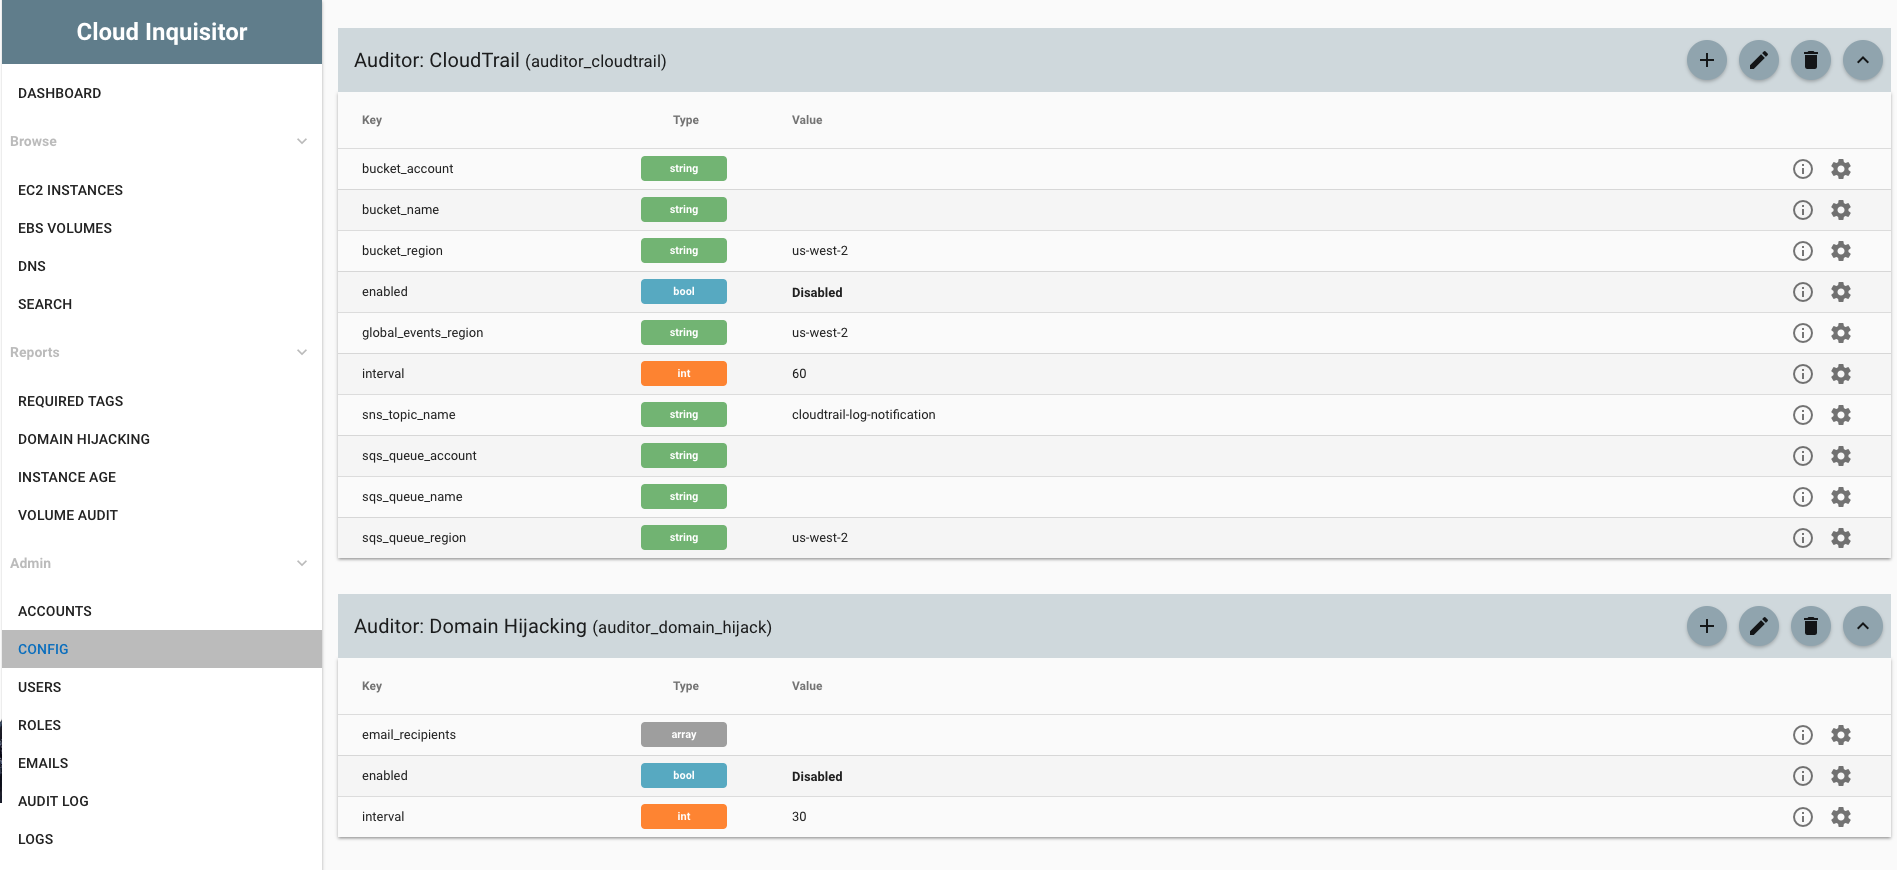 Cloud Inquisitor
DASHBOARD
Browse
EC2 INSTANCES
EBS VOLUMES
DNS
SEARCH
Reports
REQUIRED TAGS
DOMAIN HIJACKING
INSTANCE AGE
VOLUME AUDIT
Admin
ACCOUNTS
CONFIG
USERS
ROLES
EMAILS
AUDIT LOG
LOGS
Auditor: CloudTrail (auditor_cloudtrail)
Key Type Value
bucket_account string
bucket_name string
bucket_region string us-west-2
enabled bool Disabled
global_events_region string us-west-2
interval int 60
sns_topic_name string cloudtrail-log-notification
sqs_queue_account string
sqs_queue_name string
sqs_queue_region string us-west-2
Auditor: Domain Hijacking (auditor_domain_hijack)
Key Type Value
email_recipients array
enabled bool Disabled
interval int 30